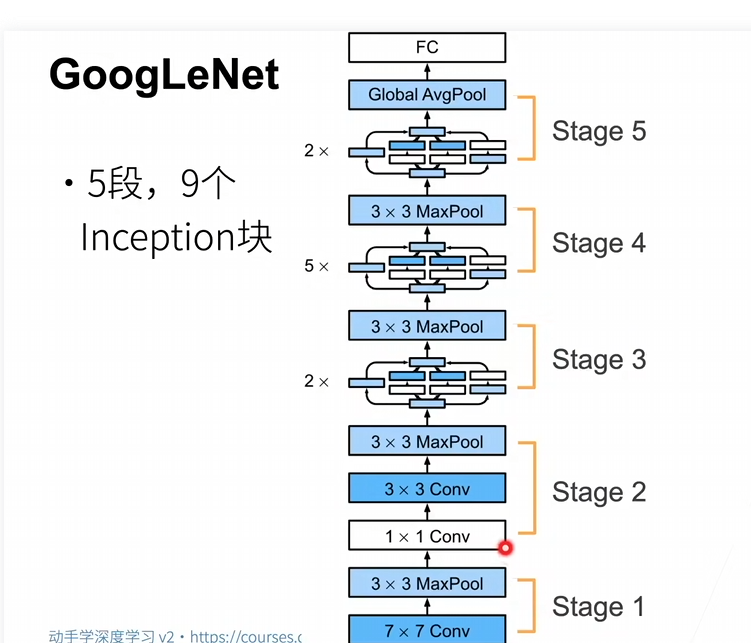 GoogLeNet
• 5段，9个
Inception块
FC
Global AvgPool
Stage 5
2 ×
3 × 3 MaxPool
Stage 4
5 ×
3 × 3 MaxPool
Stage 3
2 ×
3 × 3 MaxPool
3 × 3 Conv
Stage 2
1 × 1 Conv
3 × 3 MaxPool
Stage 1
7 × 7 Conv
动手学深度学习 v2 • https://courses.c